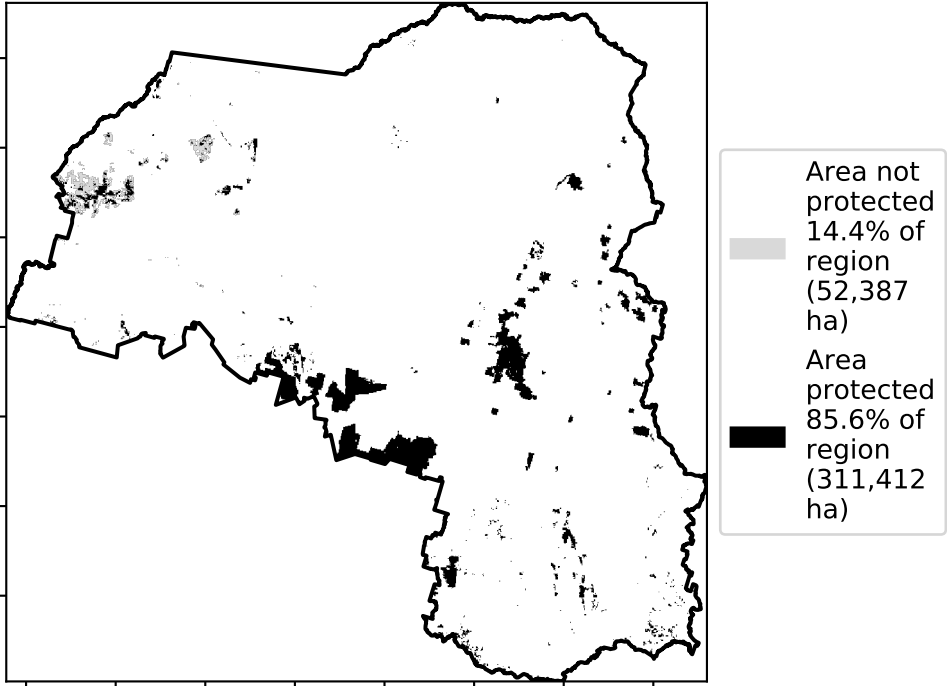 Area not
protected
14.4% of
region
(52,387
ha)
Area
protected
85.6% of
region
(311,412
ha)